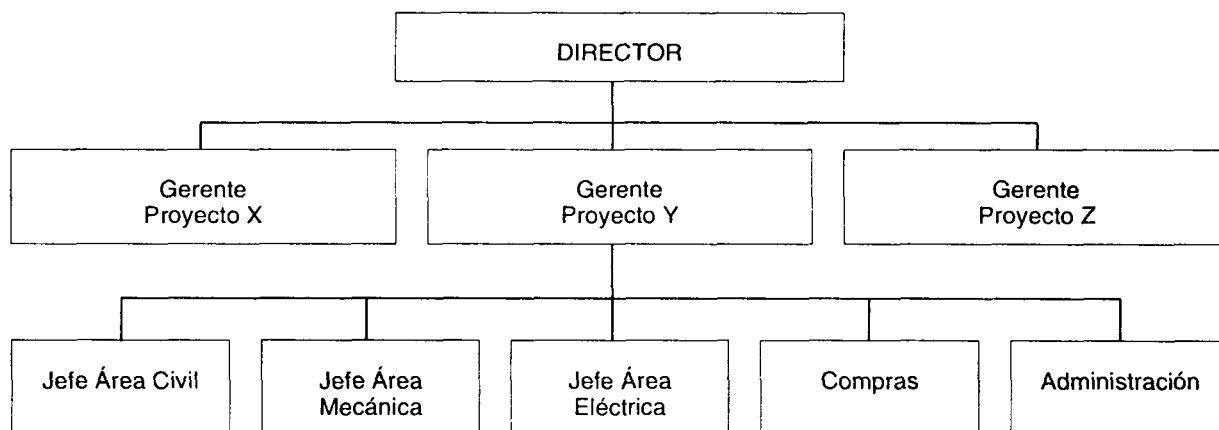 DIRECTOR
Gerente
Proyecto X
Gerente
Proyecto Y
Gerente
Proyecto Z
Jefe Área Civil
Jefe Área
Mecánica
Jefe Área
Eléctrica
Compras
Administración